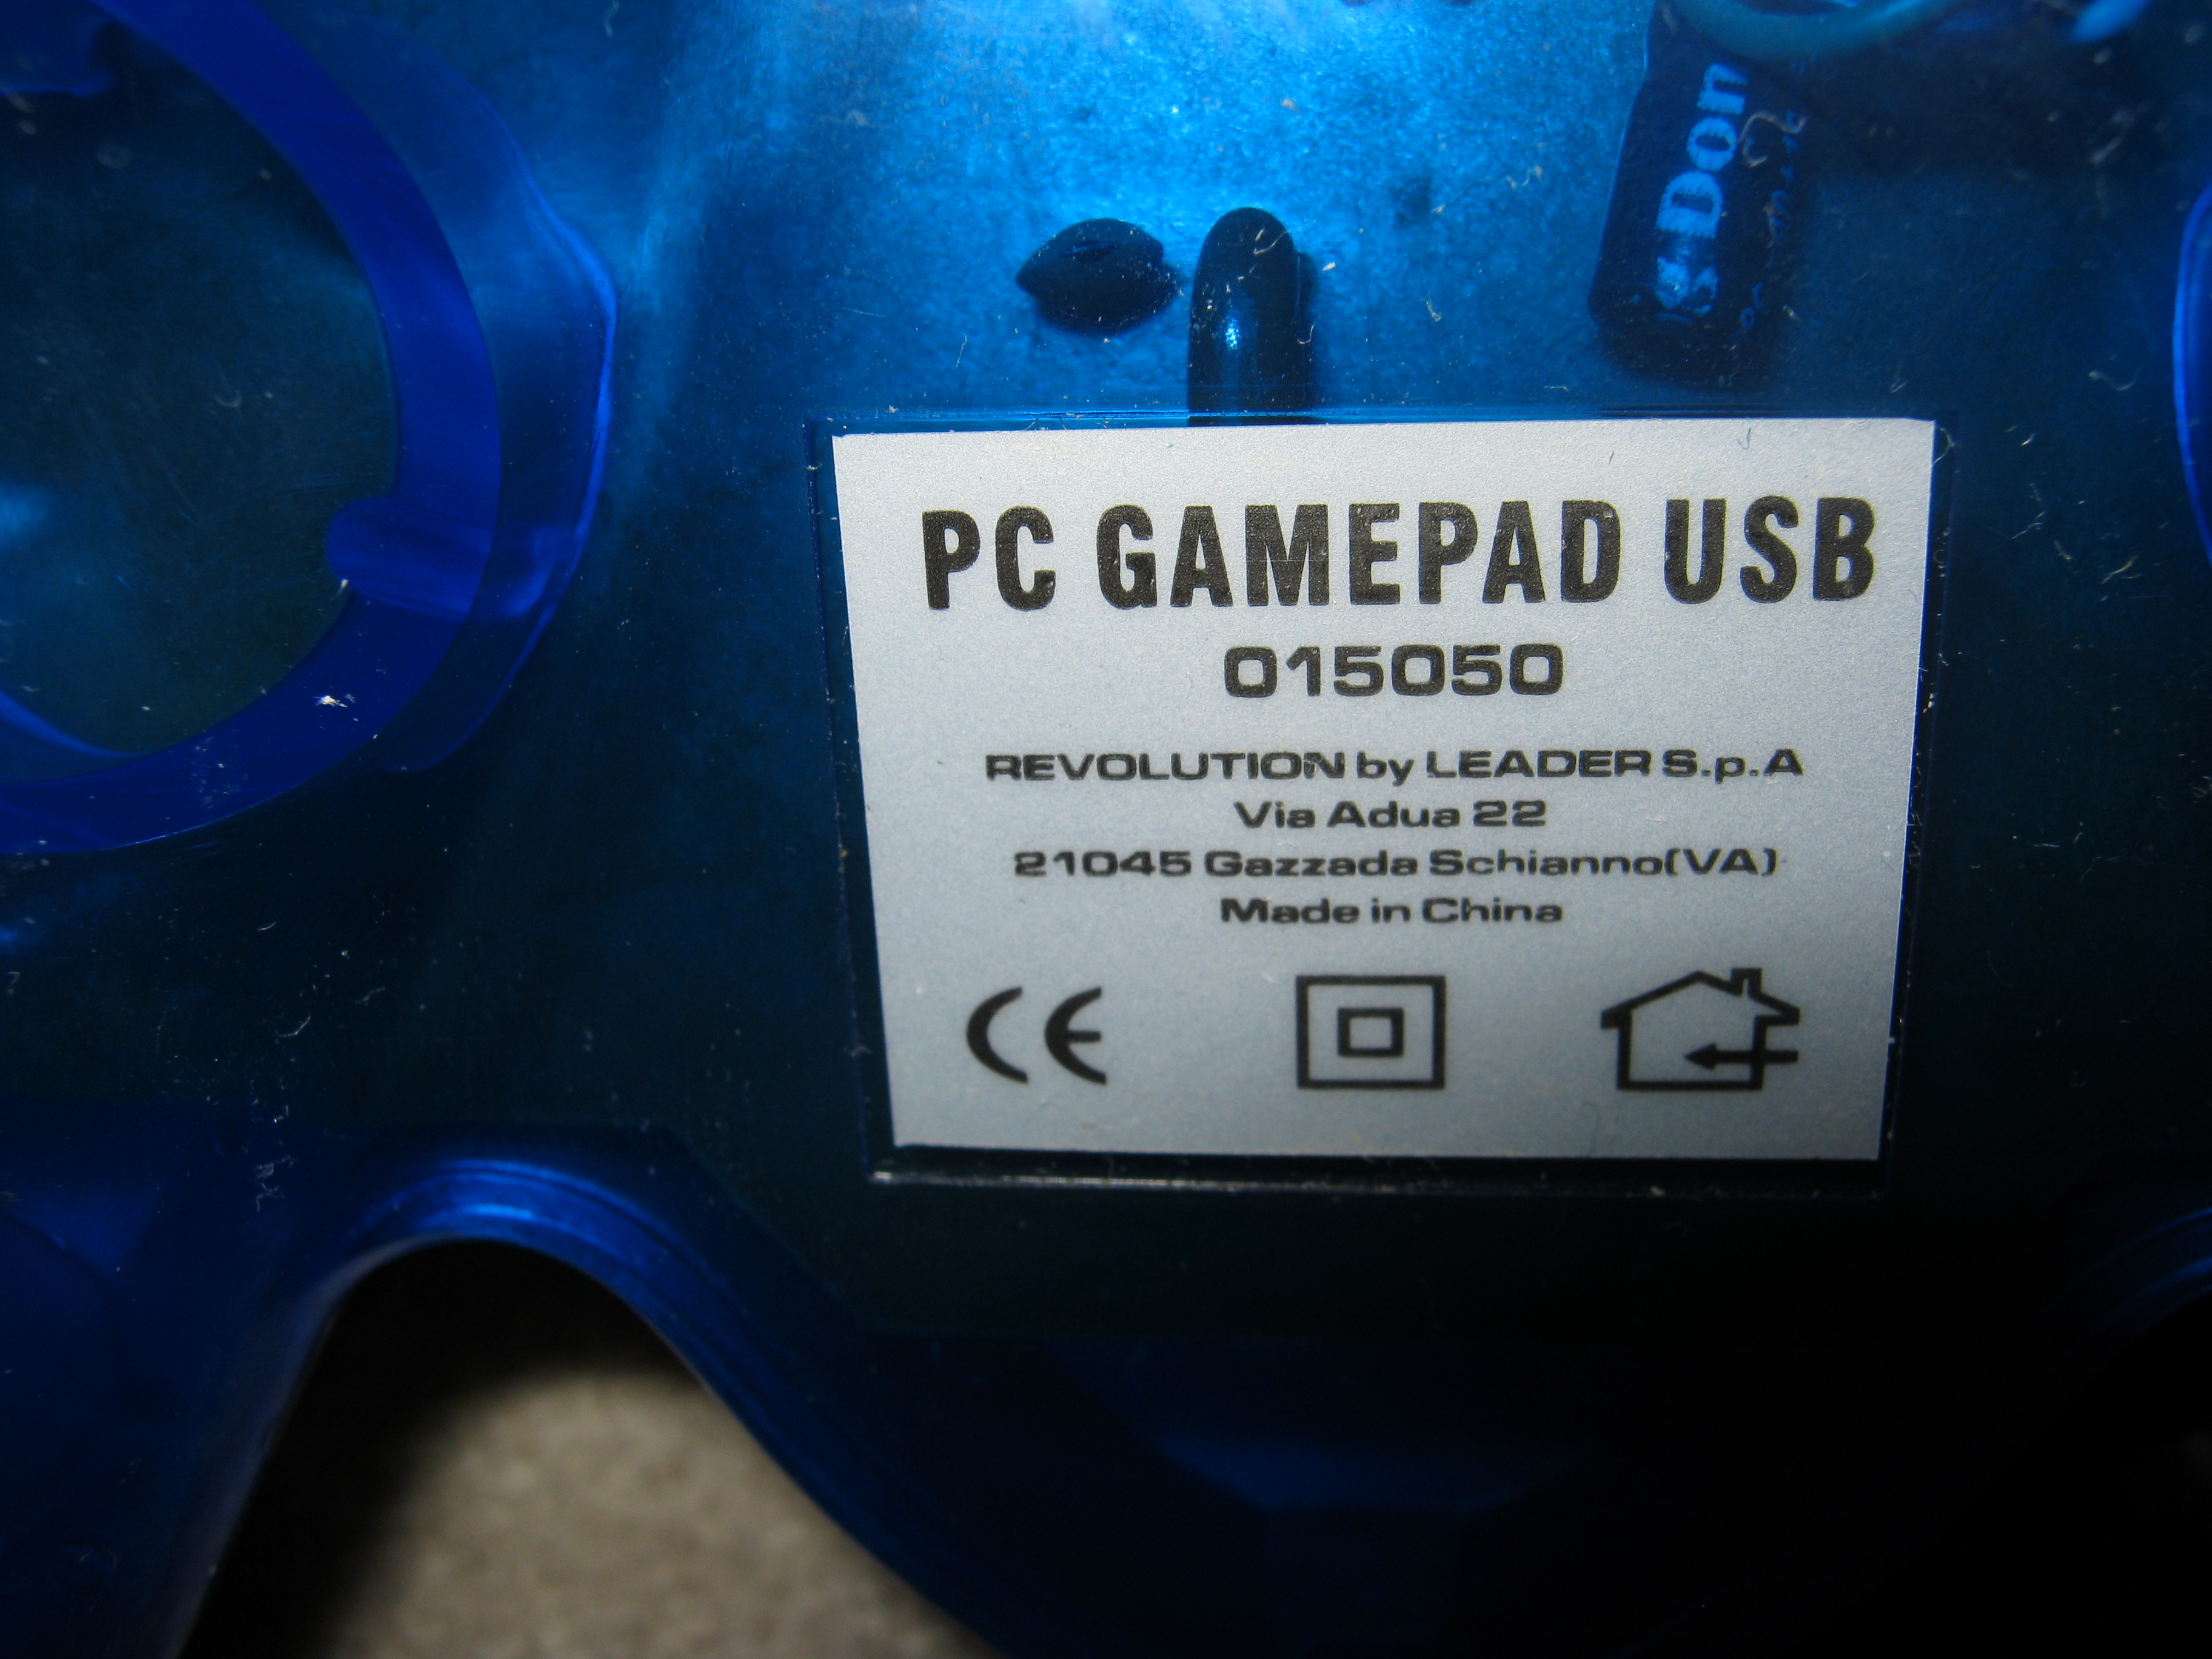 PC GAMEPAD USB
015050
REVOLUTION by LEADER S.p.A
Via Adua 22
21045 Gazzada Schianno(VA)
Made in China
CE